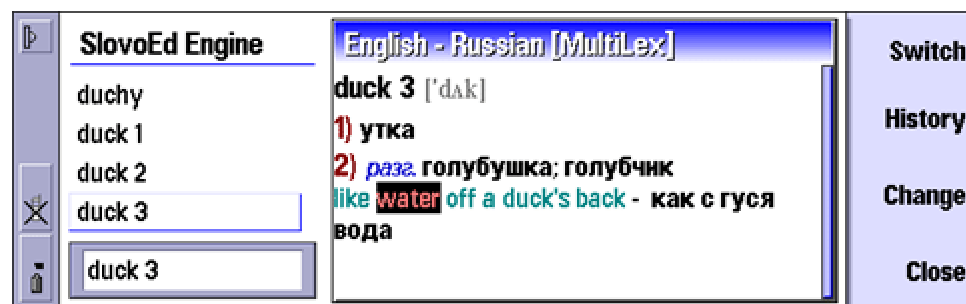 SlovoEd Engine
duchy
duck 1
duck 2
duck 3
duck 3
English - Russian [MultiLex]
duck 3 ['dʌk]
1) утка
2) разг. голубушка; голубчик
like water off a duck's back - как с гуся
вода
Switch
History
Change
Close